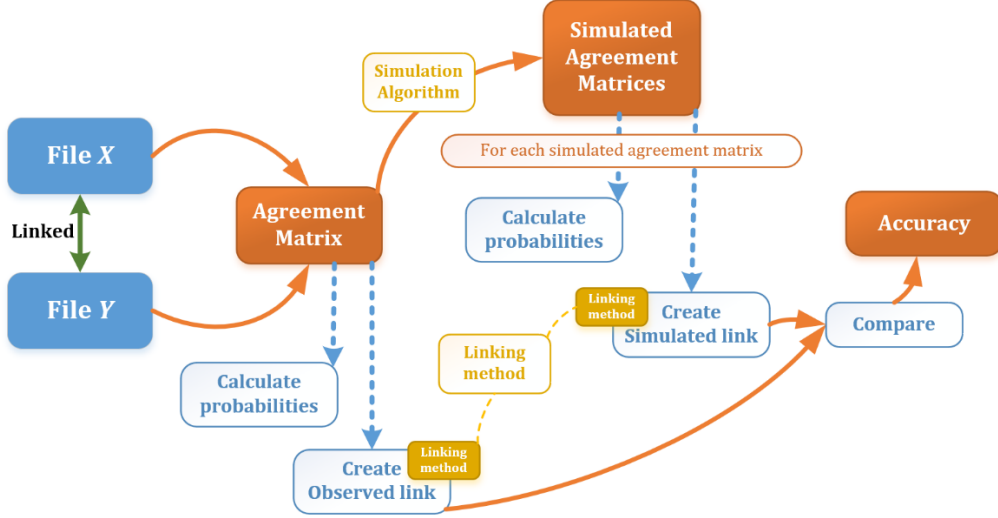 File X
Linked
File Y
Agreement
Matrix
Simulation
Algorithm
Simulated
Agreement
Matrices
For each simulated agreement matrix
Calculate
probabilities
Calculate
probabilities
Linking
method
Create
Observed link
Linking
method
Linking
method
Create
Simulated link
Compare
Accuracy